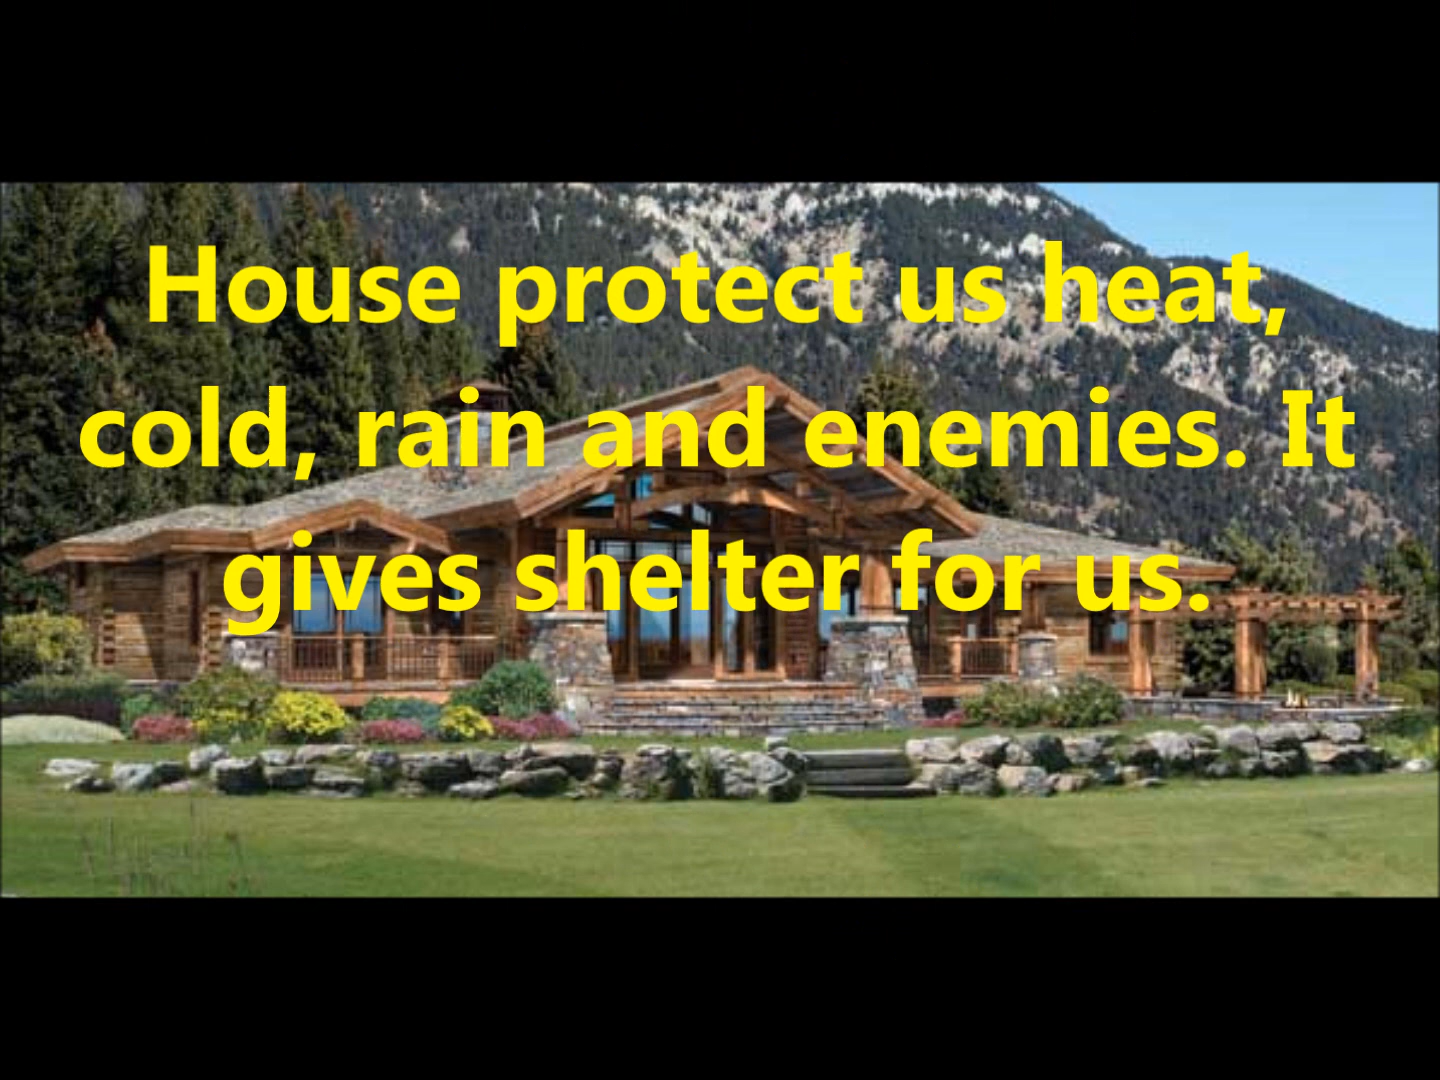 House protect us heat,
cold, rain and enemies. It
gives shelter for us.